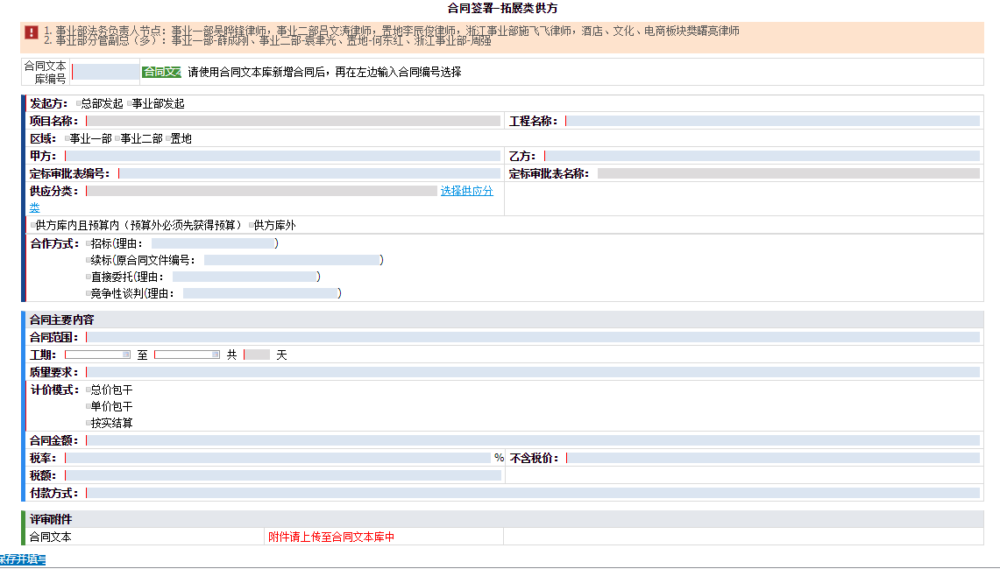 合同签署–拓展类供方
1. 事业部法务负责人节点：事业一部吴晔锋律师，事业二部吕文涛律师，置地李辰俊律师，浙江事业部施飞飞律师，酒店、文化、电商板块樊曙亮律师
2. 事业部分管副总（多）：事业一部-薛成刚、事业二部-袁聿光、置地-何东红、浙江事业部-周强
合同文本库编号
合同文 请使用合同文本库新增合同后，再在左边输入合同编号选择
发起方： 总部发起 事业部发起
项目名称： 工程名称：
区域： 事业一部 事业二部 置地
甲方： 乙方：
定标审批表编号： 定标审批表名称：
供应分类： 选择供应分
类
供方库内且预算内（预算外必须先获得预算） 供方库外
合作方式： 招标(理由： )
续标(原合同文件编号： )
直接委托(理由： )
竞争性谈判(理由： )
合同主要内容
合同范围：
工期： 至 共 天
质量要求：
计价模式： 总价包干
单价包干
按实结算
合同金额：
税率： % 不含税价：
税额：
付款方式：
评审附件
合同文本 附件请上传至合同文本库中
存并填